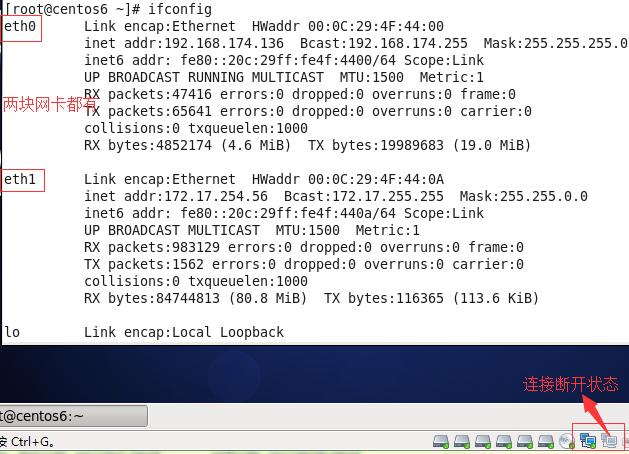 [root@centos6 ~]# ifconfig
eth0 Link encap:Ethernet HWaddr 00:0C:29:4F:44:00
inet addr:192.168.174.136 Bcast:192.168.174.255 Mask:255.255.255.0
inet6 addr: fe80::20c:29ff:fe4f:4400/64 Scope:Link
UP BROADCAST RUNNING MULTICAST MTU:1500 Metric:1
RX packets:47416 errors:0 dropped:0 overruns:0 frame:0
两块网卡都有
TX packets:65641 errors:0 dropped:0 overruns:0 carrier:0
collisions:0 txqueuelen:1000
RX bytes:4852174 (4.6 MiB) TX bytes:19989683 (19.0 MiB)
eth1 Link encap:Ethernet HWaddr 00:0C:29:4F:44:0A
inet addr:172.17.254.56 Bcast:172.17.255.255 Mask:255.255.0.0
inet6 addr: fe80::20c:29ff:fe4f:440a/64 Scope:Link
UP BROADCAST MULTICAST MTU:1500 Metric:1
RX packets:983129 errors:0 dropped:0 overruns:0 frame:0
TX packets:1562 errors:0 dropped:0 overruns:0 carrier:0
collisions:0 txqueuelen:1000
RX bytes:84744813 (80.8 MiB) TX bytes:116365 (113.6 KiB)
lo Link encap:Local Loopback
连接断开状态
t@centos6:~
按 Ctrl+G。